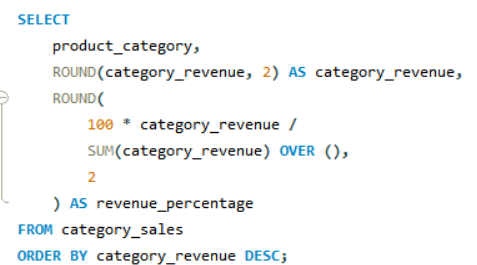 SELECT
    product_category,
    ROUND(category_revenue, 2) AS category_revenue,
    ROUND(
        100 * category_revenue /
        SUM(category_revenue) OVER (),
        2
    ) AS revenue_percentage
FROM category_sales
ORDER BY category_revenue DESC;